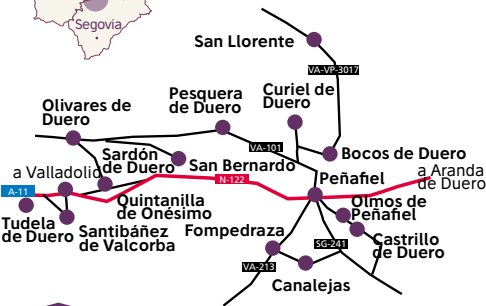 Segovia
San Llorente
VA-VP-3017
Pesquera
de Duero
Curiel de
Duero
Olivares de
Duero
VA-101
Sardón
de Duero
San Bernardo
Bocos de Duero
a Valladolid
N-122
Peñafiel
a Aranda
de Duero
A-11
Quintanilla
de Onésimo
Olmos de
Peñafiel
Tudela
de Duero
Santibáñez
de Valcorba
Fompedraza
SG-241
Castrillo
de Duero
VA-213
Canalejas